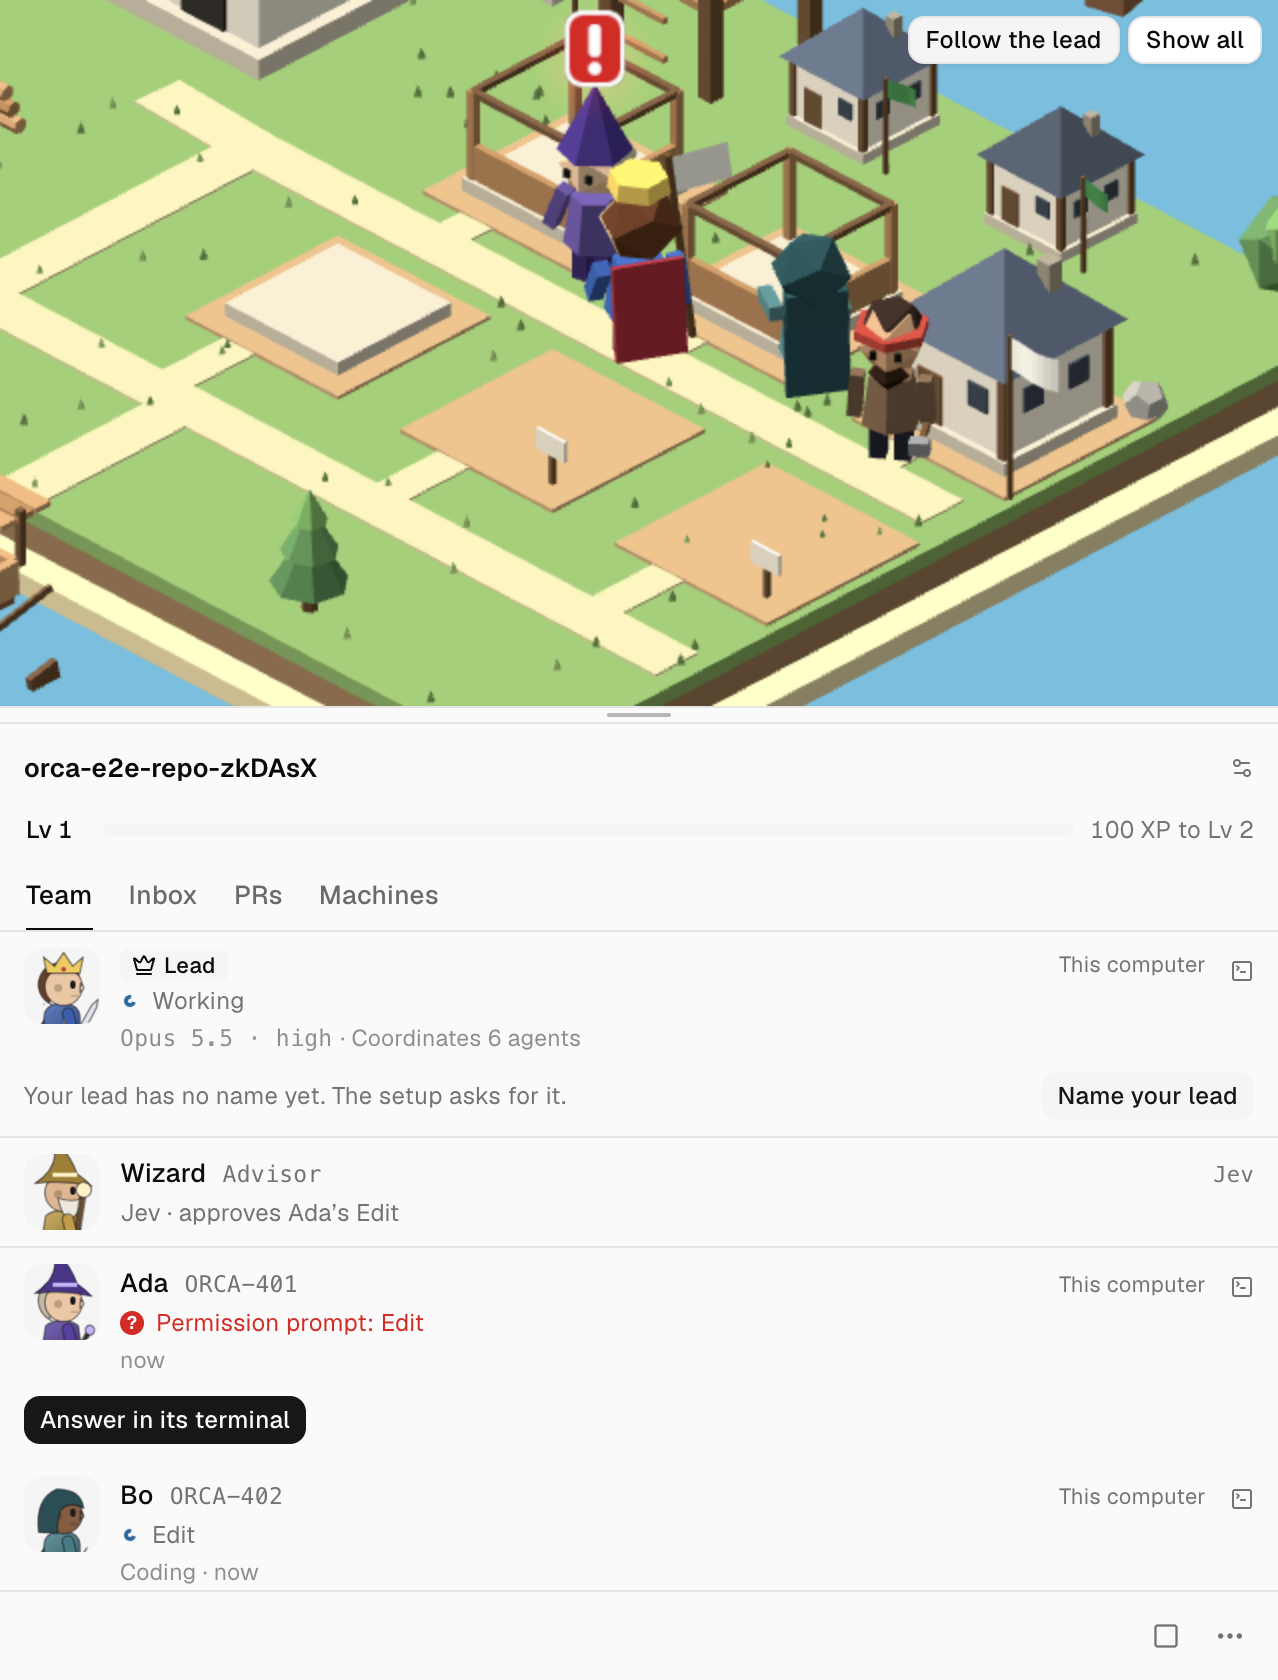 Follow the lead
Show all
orca-e2e-repo-zkDAsX
Lv 1
100 XP to Lv 2
Team
Inbox
PRs
Machines
Lead
This computer
Working
Opus 5.5 · high · Coordinates 6 agents
Your lead has no name yet. The setup asks for it.
Name your lead
Wizard Advisor
Jev
Jev · approves Ada’s Edit
Ada ORCA-401
This computer
Permission prompt: Edit
now
Answer in its terminal
Bo ORCA-402
This computer
Edit
Coding · now